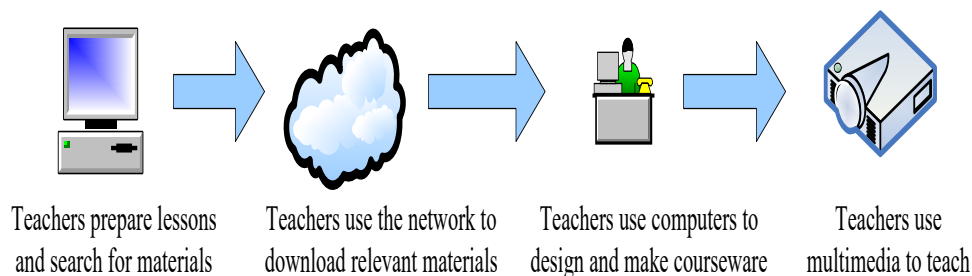 Teachers prepare lessons
and search for materials
Teachers use the network to
download relevant materials
Teachers use computers to
design and make courseware
Teachers use
multimedia to teach